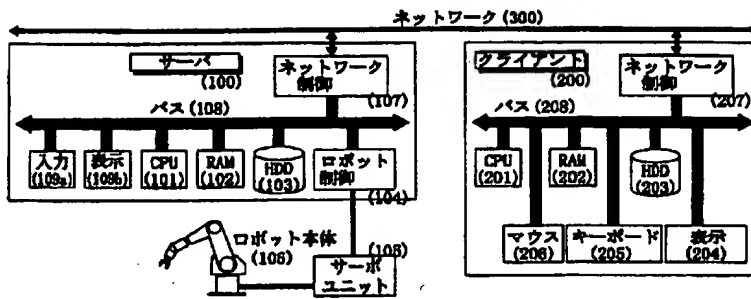 ネットワーク(300)
サーバ
(100)
ネットワーク
制御
(107)
バス(108)
入力
(109a)
表示
(109b)
CPU
(101)
RAM
(102)
HDD
(103)
ロボット
制御
(104)
ロボット本体
(106)
(105)
サーボ
ユニット
クライアント
(200)
ネットワーク
制御
(207)
バス(208)
CPU
(201)
RAM
(202)
HDD
(203)
マウス
(206)
キーボード
(205)
表示
(204)